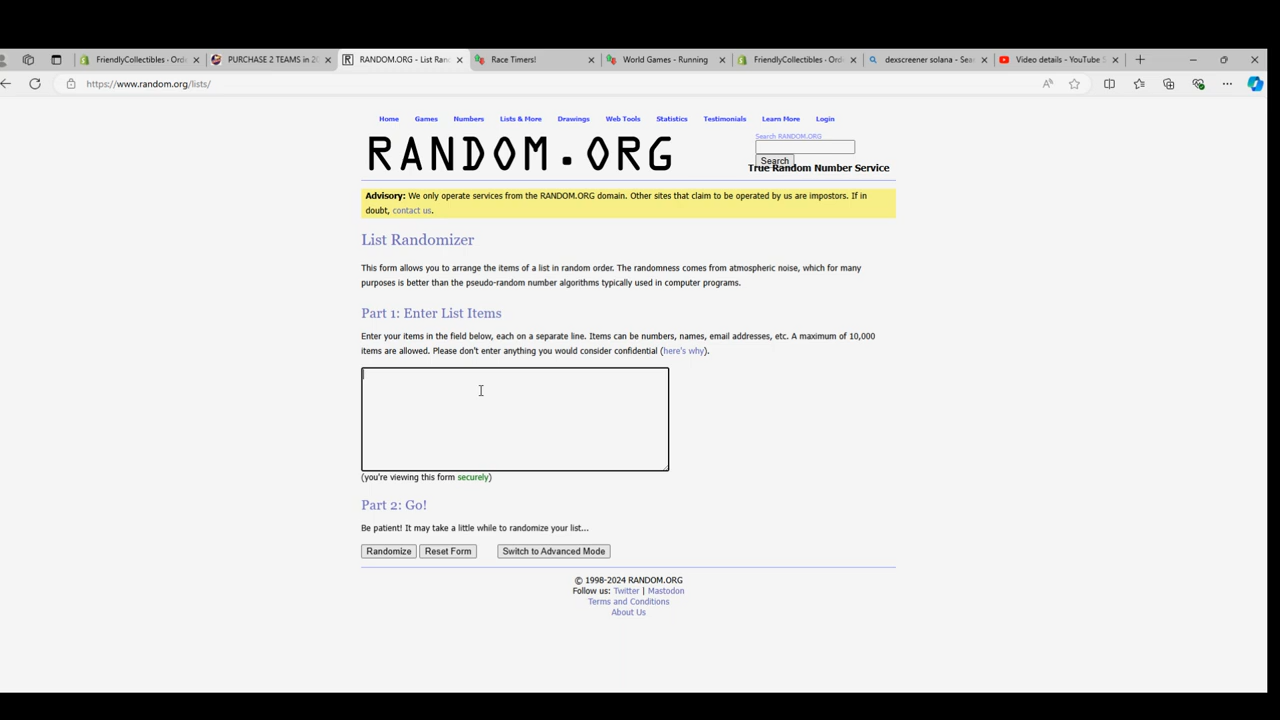 FriendlyCollectibles - Orde
PURCHASE 2 TEAMS in 20
RANDOM.ORG - List Ran
Race Timers!
World Games - Running
FriendlyCollectibles - Ord
dexscreener solana - Sea
Video details - YouTube S
https://www.random.org/lists/
Home Games Numbers Lists & More Drawings Web Tools Statistics Testimonials Learn More Login
Search RANDOM.ORG
RANDOM.ORG
Search
True Random Number Service
Advisory: We only operate services from the RANDOM.ORG domain. Other sites that claim to be operated by us are impostors. If in
doubt, contact us.
List Randomizer
This form allows you to arrange the items of a list in random order. The randomness comes from atmospheric noise, which for many
purposes is better than the pseudo-random number algorithms typically used in computer programs.
Part 1: Enter List Items
Enter your items in the field below, each on a separate line. Items can be numbers, names, email addresses, etc. A maximum of 10,000
items are allowed. Please don't enter anything you would consider confidential (here's why).
(you're viewing this form securely)
Part 2: Go!
Be patient! It may take a little while to randomize your list...
Randomize Reset Form Switch to Advanced Mode
© 1998-2024 RANDOM.ORG
Follow us: Twitter | Mastodon
Terms and Conditions
About Us